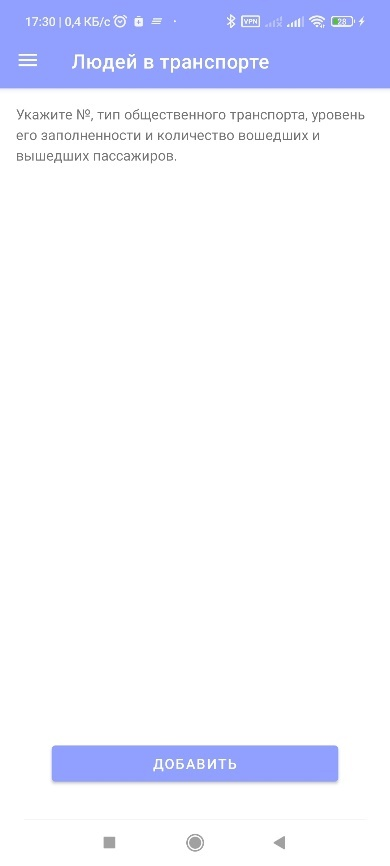 17:30 | 0,4 КБ/с
VPN
28
Людей в транспорте
Укажите №, тип общественного транспорта, уровень
его заполненности и количество вошедших и
вышедших пассажиров.
ДОБАВИТЬ